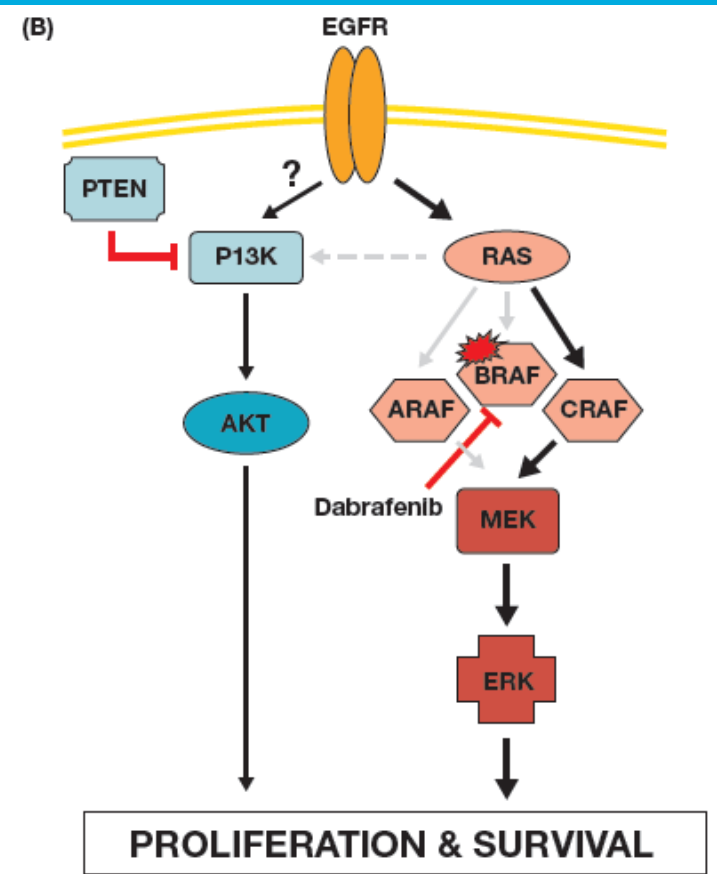 (B)
EGFR
?
PTEN
P13K
RAS
BRAF
ARAF
CRAF
AKT
Dabrafenib
MEK
ERK
PROLIFERATION & SURVIVAL